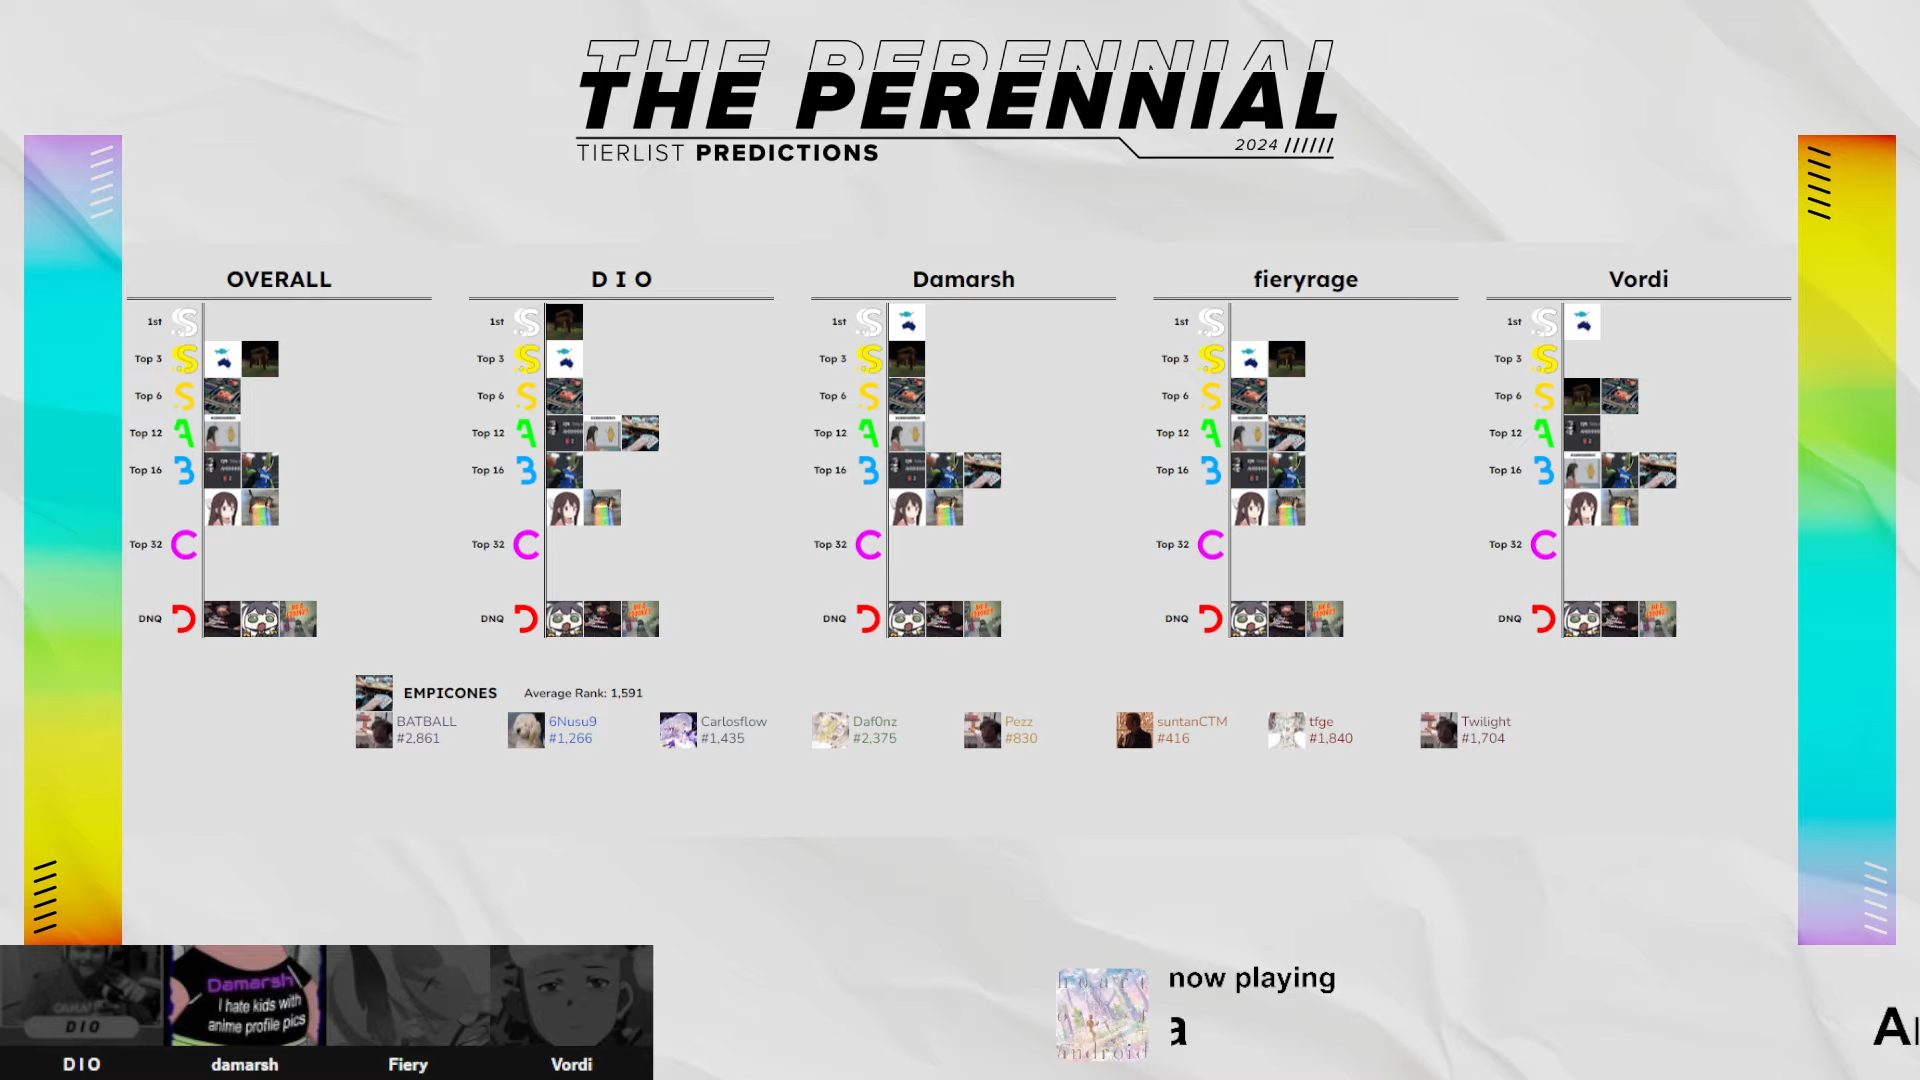 THE PERENNIAL
THE PERENNIAL
TIERLIST PREDICTIONS
2024 //////
OVERALL
D I O
Damarsh
fieryrage
Vordi
1st S 1st S 1st S 1st S 1st S
Top 3 S Top 3 S Top 3 S Top 3 S Top 3 S
Top 6 S Top 6 S Top 6 S Top 6 S Top 6 S
Top 12 A Top 12 A Top 12 A Top 12 A Top 12 A
Top 16 B Top 16 B Top 16 B Top 16 B Top 16 B
Top 32 C Top 32 C Top 32 C Top 32 C Top 32 C
DNQ D DNQ D DNQ D DNQ D DNQ D
EMPICONES Average Rank: 1,591
BATBALL 6Nusu9 Carlosflow Daf0nz Pezz suntanCTM tfge Twilight
#2,861 #1,266 #1,435 #2,375 #830 #416 #1,840 #1,704
Damarsh
I hate kids with
anime profile pics
DIO
DIO damarsh Fiery Vordi
heart
android
now playing
a
A